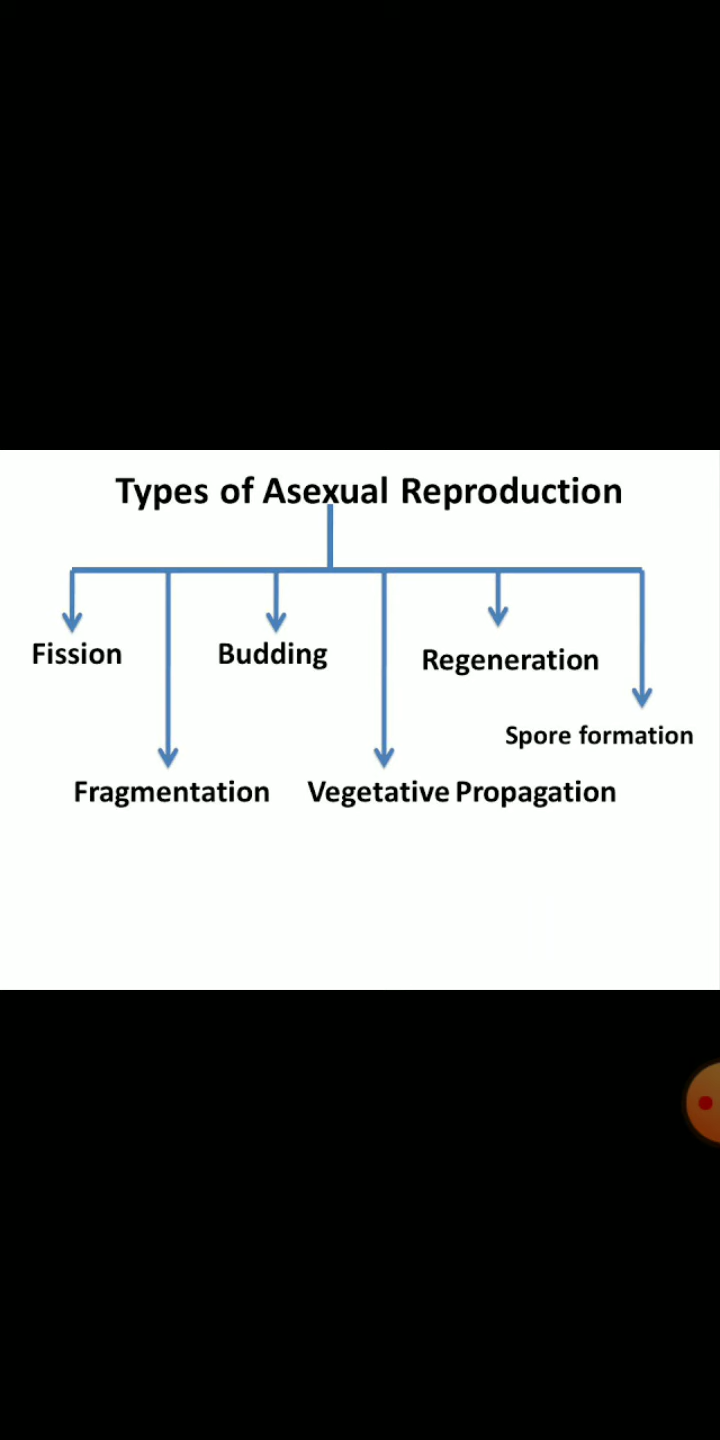 Types of Asexual Reproduction
Fission
Budding
Regeneration
Spore formation
Fragmentation
Vegetative Propagation